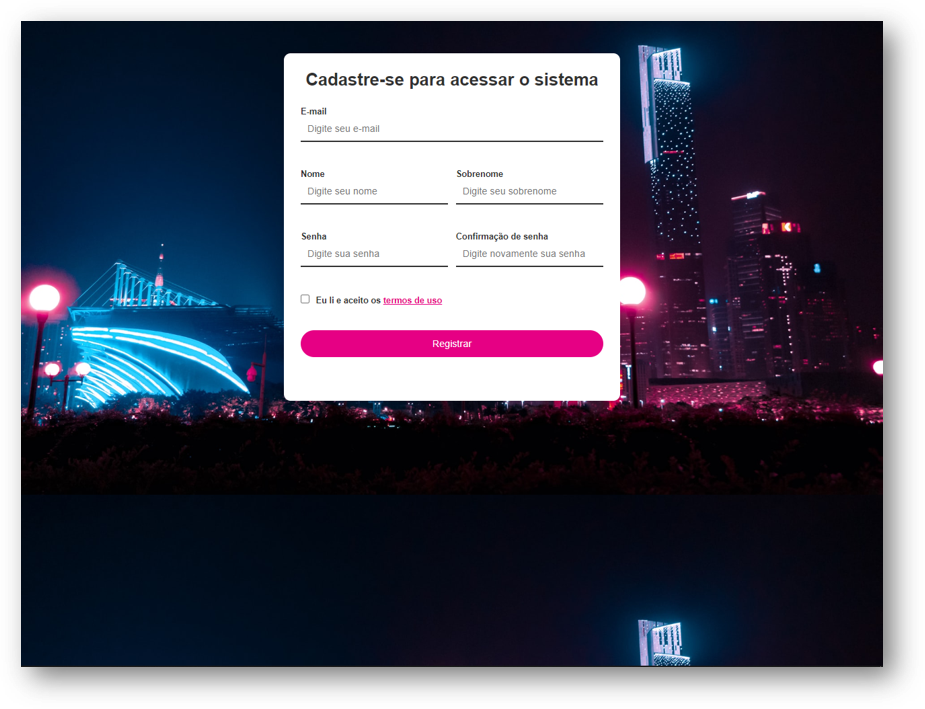 Cadastre-se para acessar o sistema
E-mail
Digite seu e-mail
Nome
Sobrenome
Digite seu nome
Digite seu sobrenome
Senha
Confirmação de senha
Digite sua senha
Digite novamente sua senha
Eu li e aceito os termos de uso
Registrar